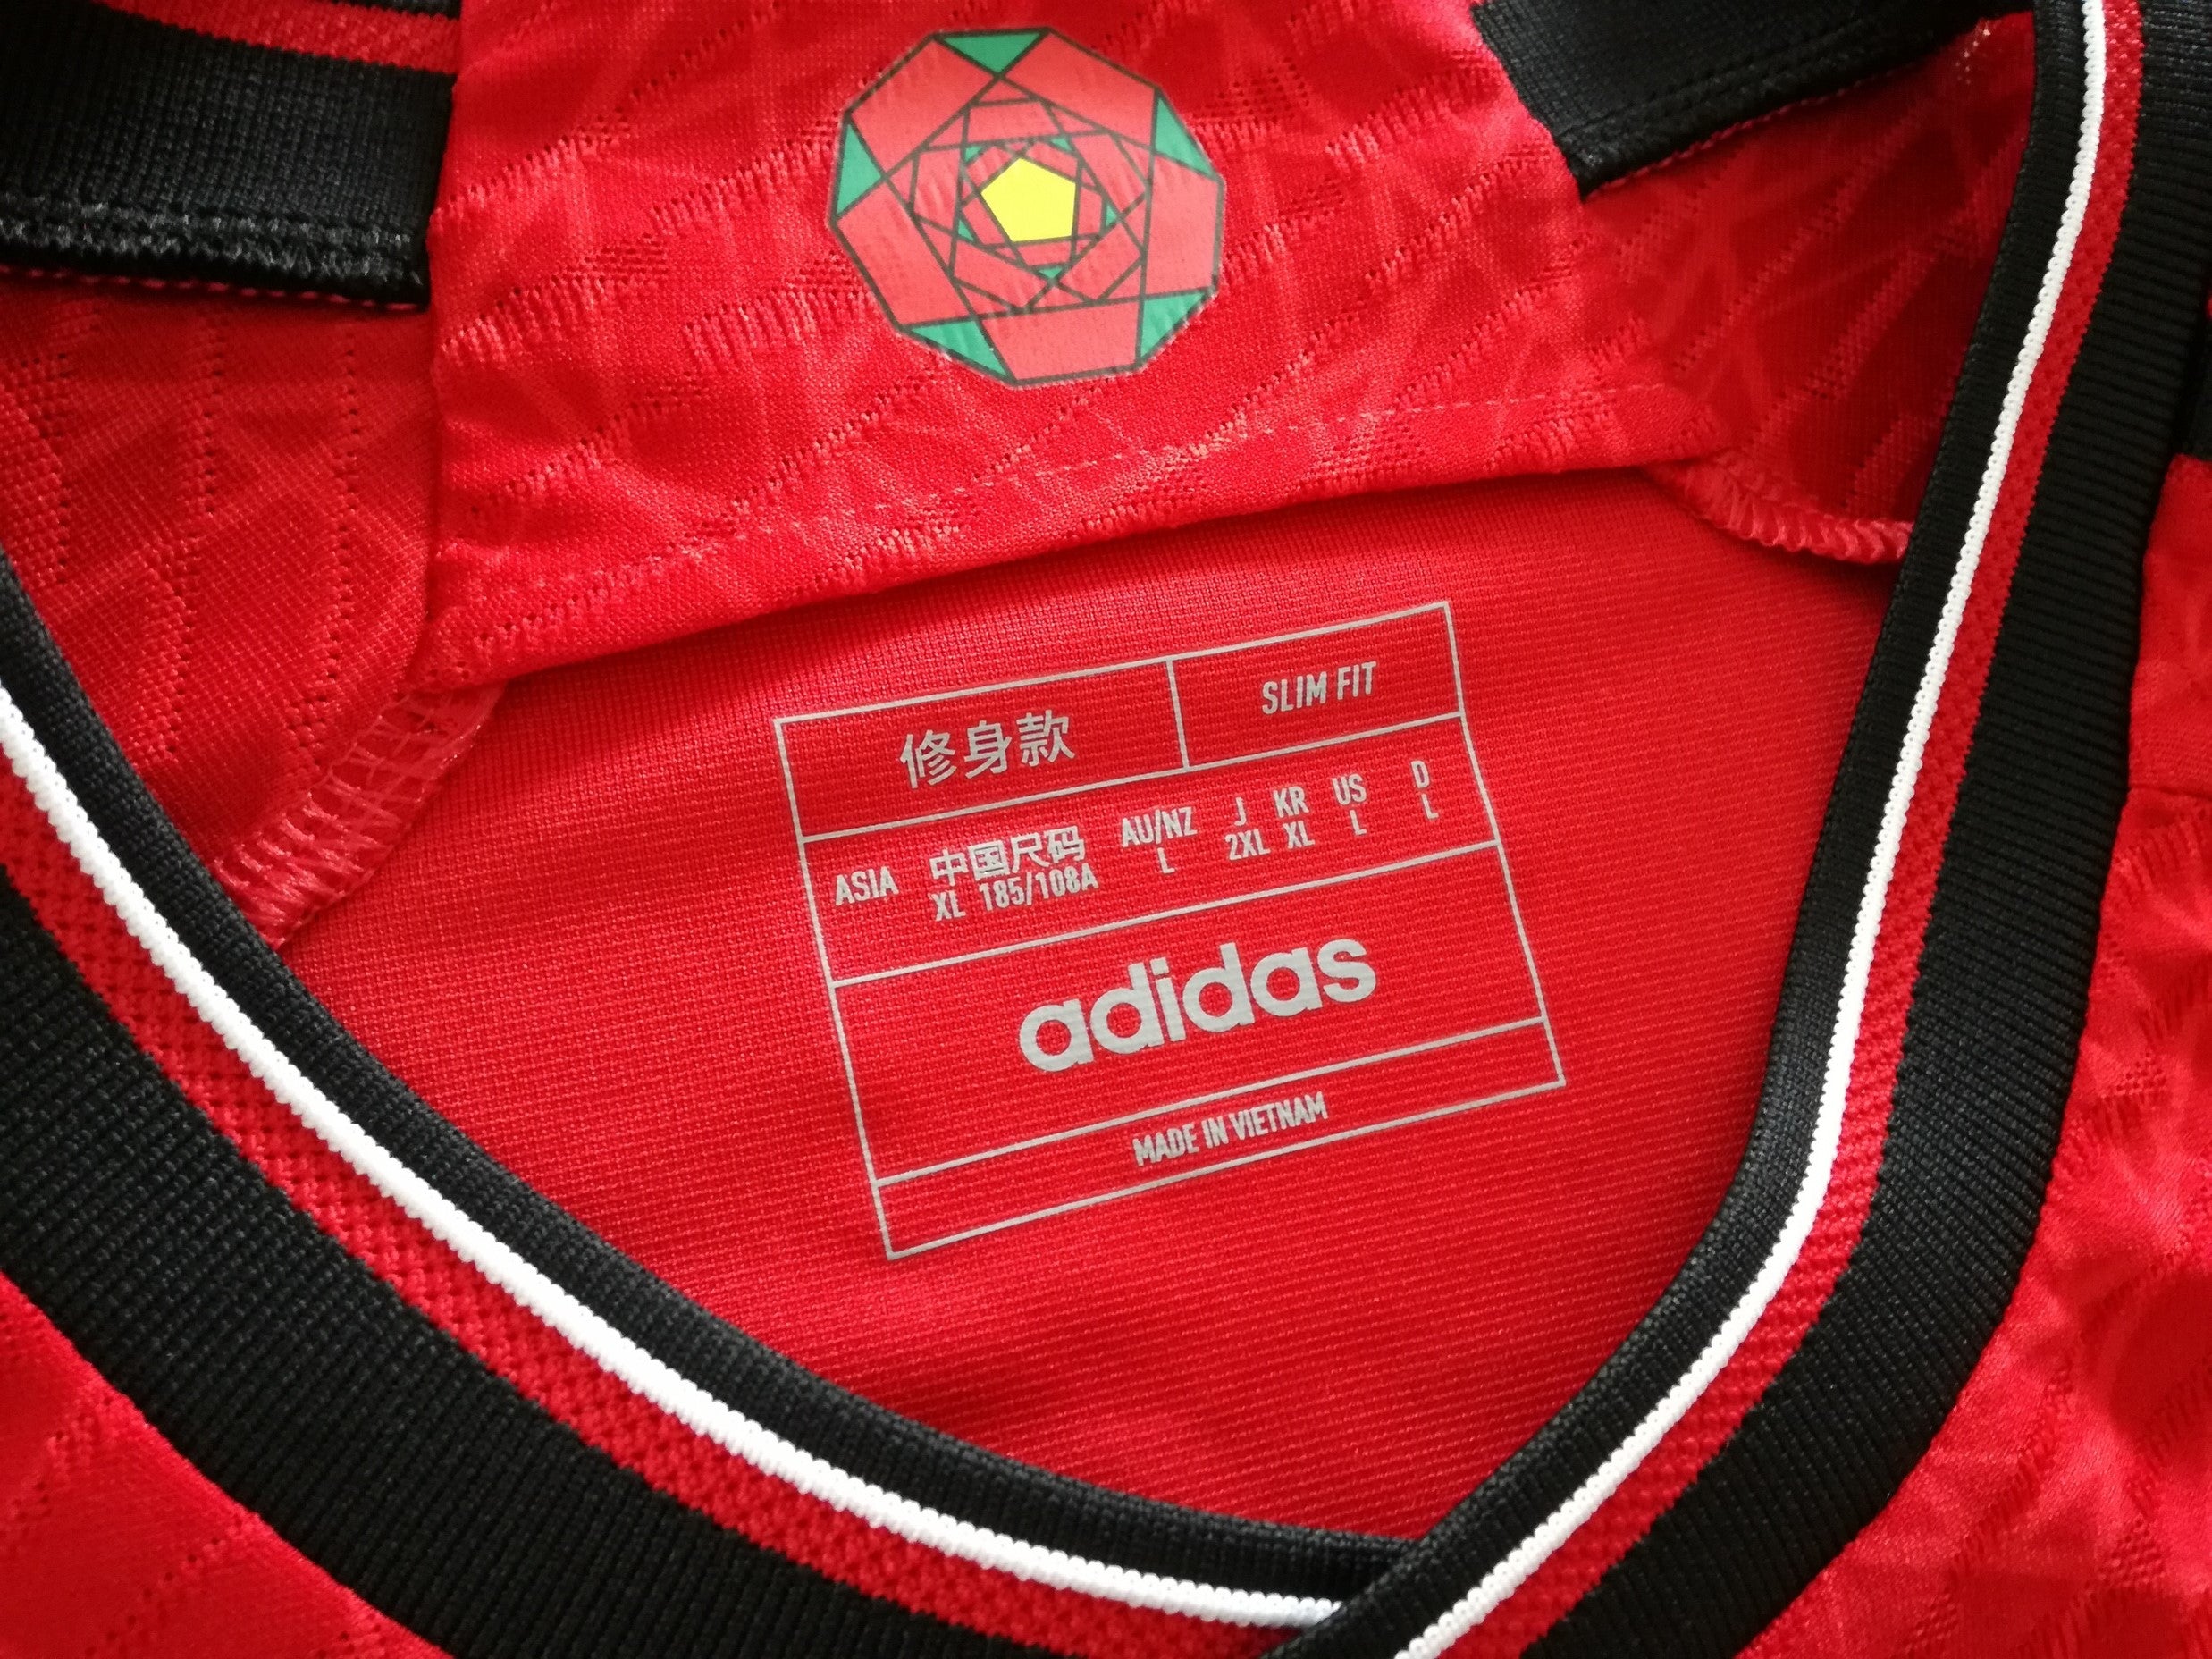 修身款 SLIM FIT
ASIA 中国尺码 AU/NZ J KR US D
XL 185/108A L 2XL XL L L
adidas
MADE IN VIETNAM